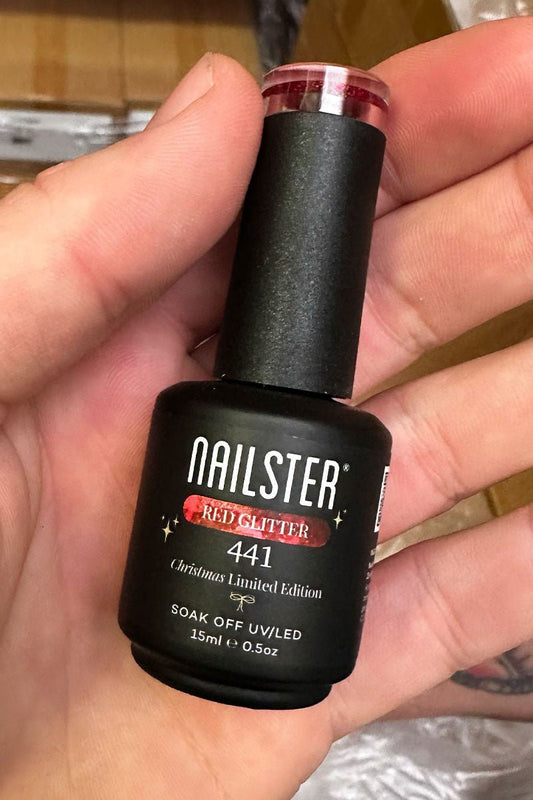 NAILSTER®
RED GLITTER
441
Christmas Limited Edition
SOAK OFF UV/LED
15ml ℮ 0.5oz